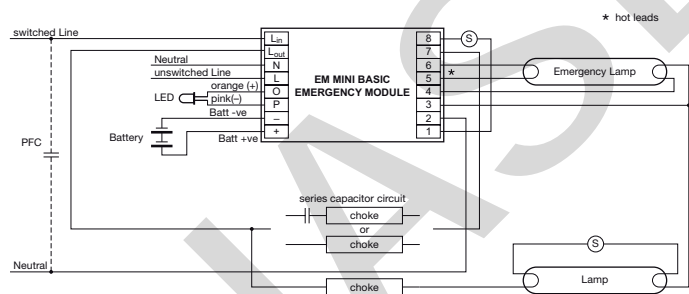 * hot leads
switched Line
Lin
Lout
N
L
O
P
–
+
Neutral
unswitched Line
orange (+)
pink(–)
LED
Batt -ve
Battery
Batt +ve
EM MINI BASIC
EMERGENCY MODULE
8
7
6
5
4
3
2
1
S
*
Emergency Lamp
PFC
series capacitor circuit
choke
or
choke
S
Neutral
choke
Lamp